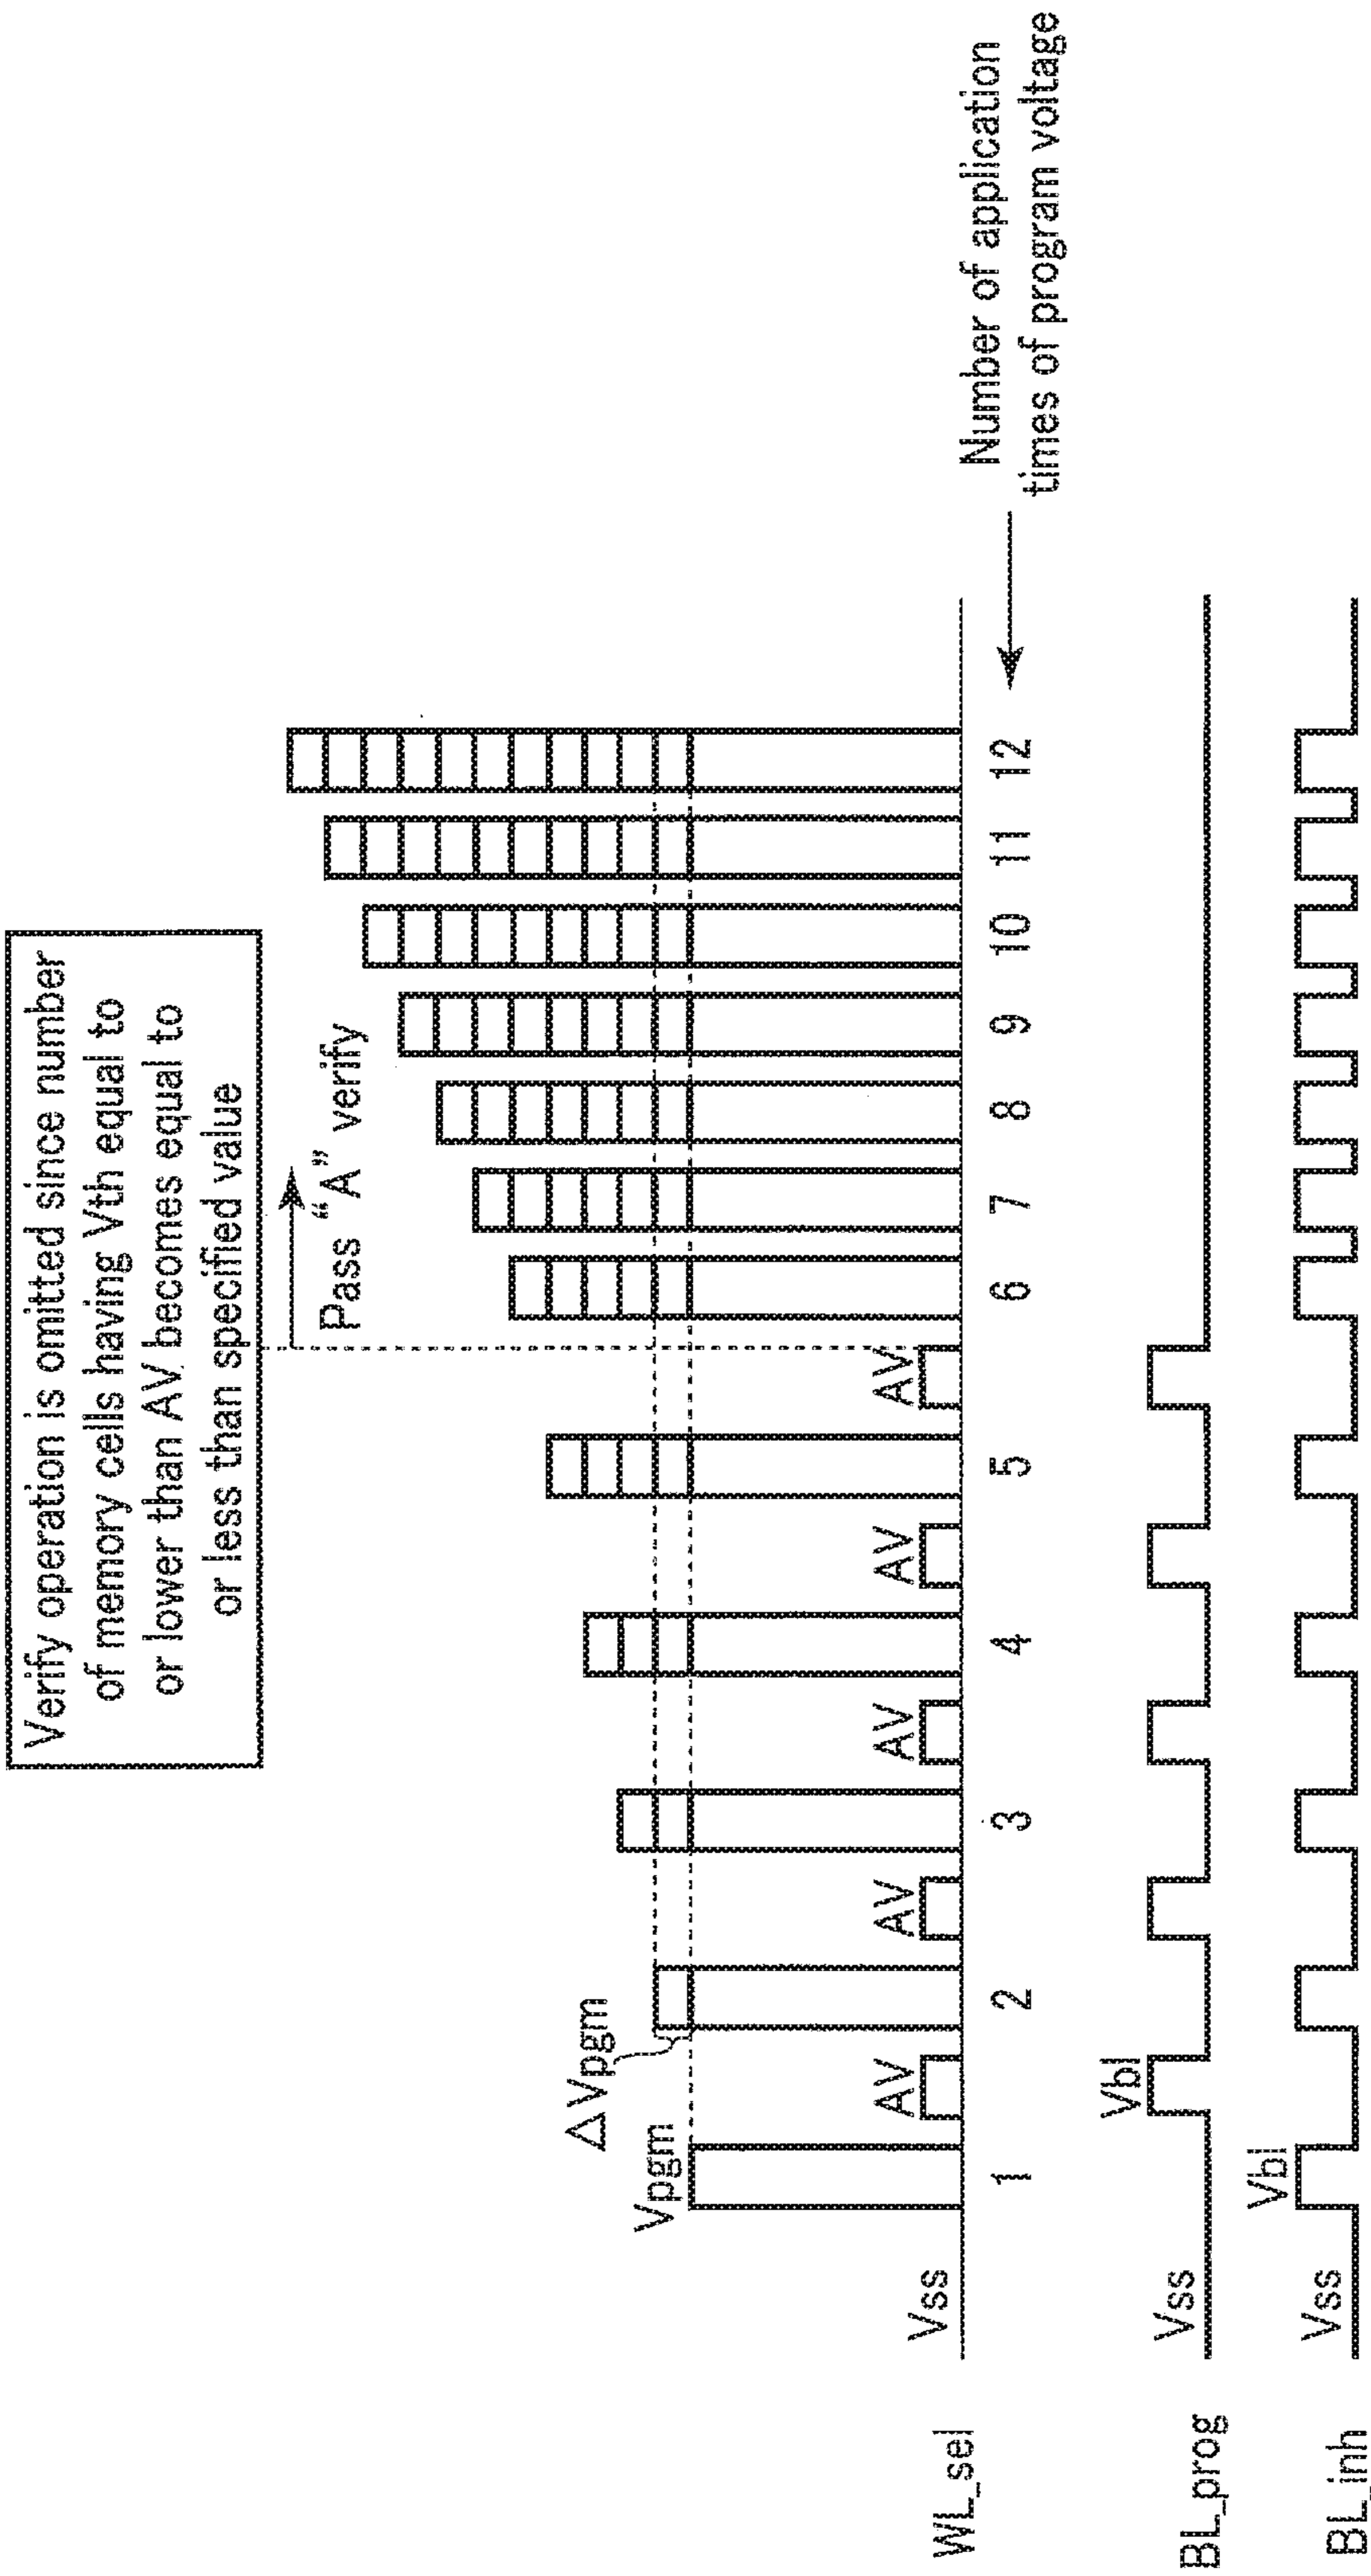 Verify operation is omitted since number
of memory cells having Vth equal to
or lower than AV becomes equal to
or less than specified value
Pass “A” verify
ΔVpgm
Vpgm
AV
AV
AV
AV
AV
WL_sel
Vss
1
2
3
4
5
6
7
8
9
10
11
12
Number of application
times of program voltage
Vbl
BL_prog
Vss
Vbl
BL_inh
Vss